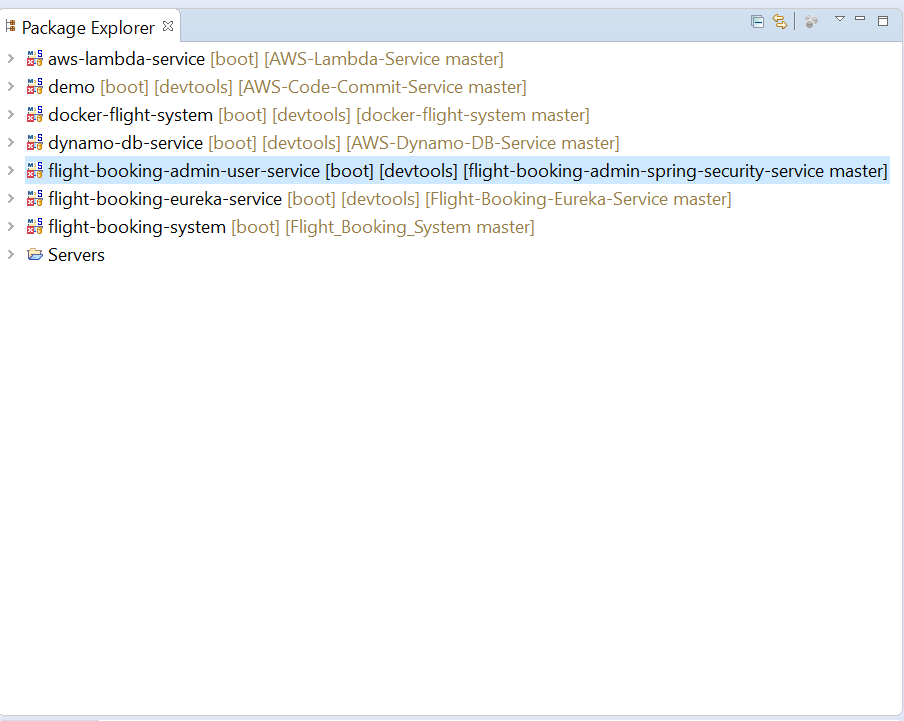 Package Explorer
aws-lambda-service [boot] [AWS-Lambda-Service master]
demo [boot] [devtools] [AWS-Code-Commit-Service master]
docker-flight-system [boot] [devtools] [docker-flight-system master]
dynamo-db-service [boot] [devtools] [AWS-Dynamo-DB-Service master]
flight-booking-admin-user-service [boot] [devtools] [flight-booking-admin-spring-security-service master]
flight-booking-eureka-service [boot] [devtools] [Flight-Booking-Eureka-Service master]
flight-booking-system [boot] [Flight_Booking_System master]
Servers